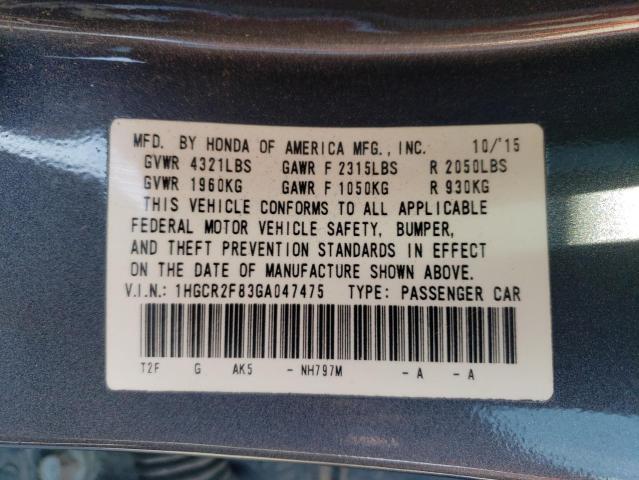 MFD. BY HONDA OF AMERICA MFG., INC. 10/'15
GVWR 4321LBS GAWR F 2315LBS R 2050LBS
GVWR 1960KG GAWR F 1050KG R 930KG
THIS VEHICLE CONFORMS TO ALL APPLICABLE
FEDERAL MOTOR VEHICLE SAFETY, BUMPER,
AND THEFT PREVENTION STANDARDS IN EFFECT
ON THE DATE OF MANUFACTURE SHOWN ABOVE.
V.I.N.: 1HGCR2F83GA047475 TYPE: PASSENGER CAR
T2F G AK5 - NH797M - A - A